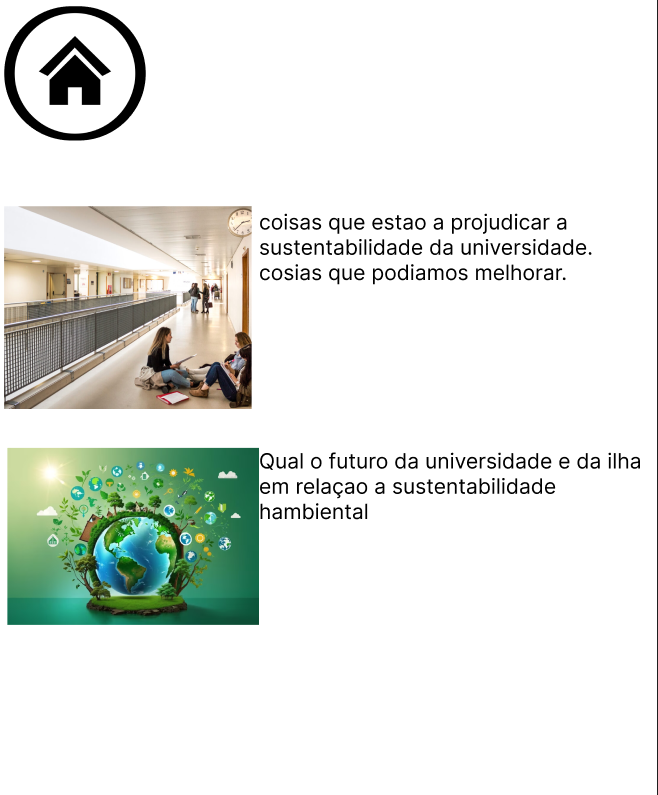 coisas que estao a projudicar a
sustentabilidade da universidade.
cosias que podiamos melhorar.
Qual o futuro da universidade e da ilha
em relaçao a sustentabilidade
hambiental